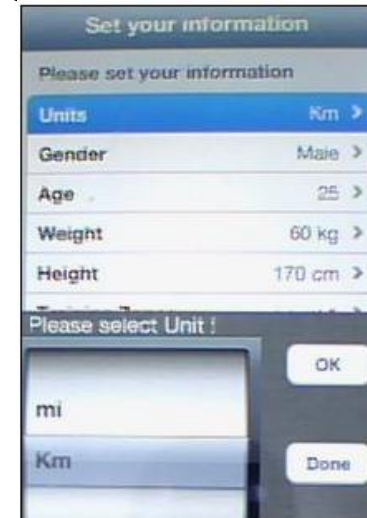 Set your information
Please set your information
Units Km >
Gender Male >
Age 25 >
Weight 60 kg >
Height 170 cm >
Please select Unit !
OK
mi
Km
Done